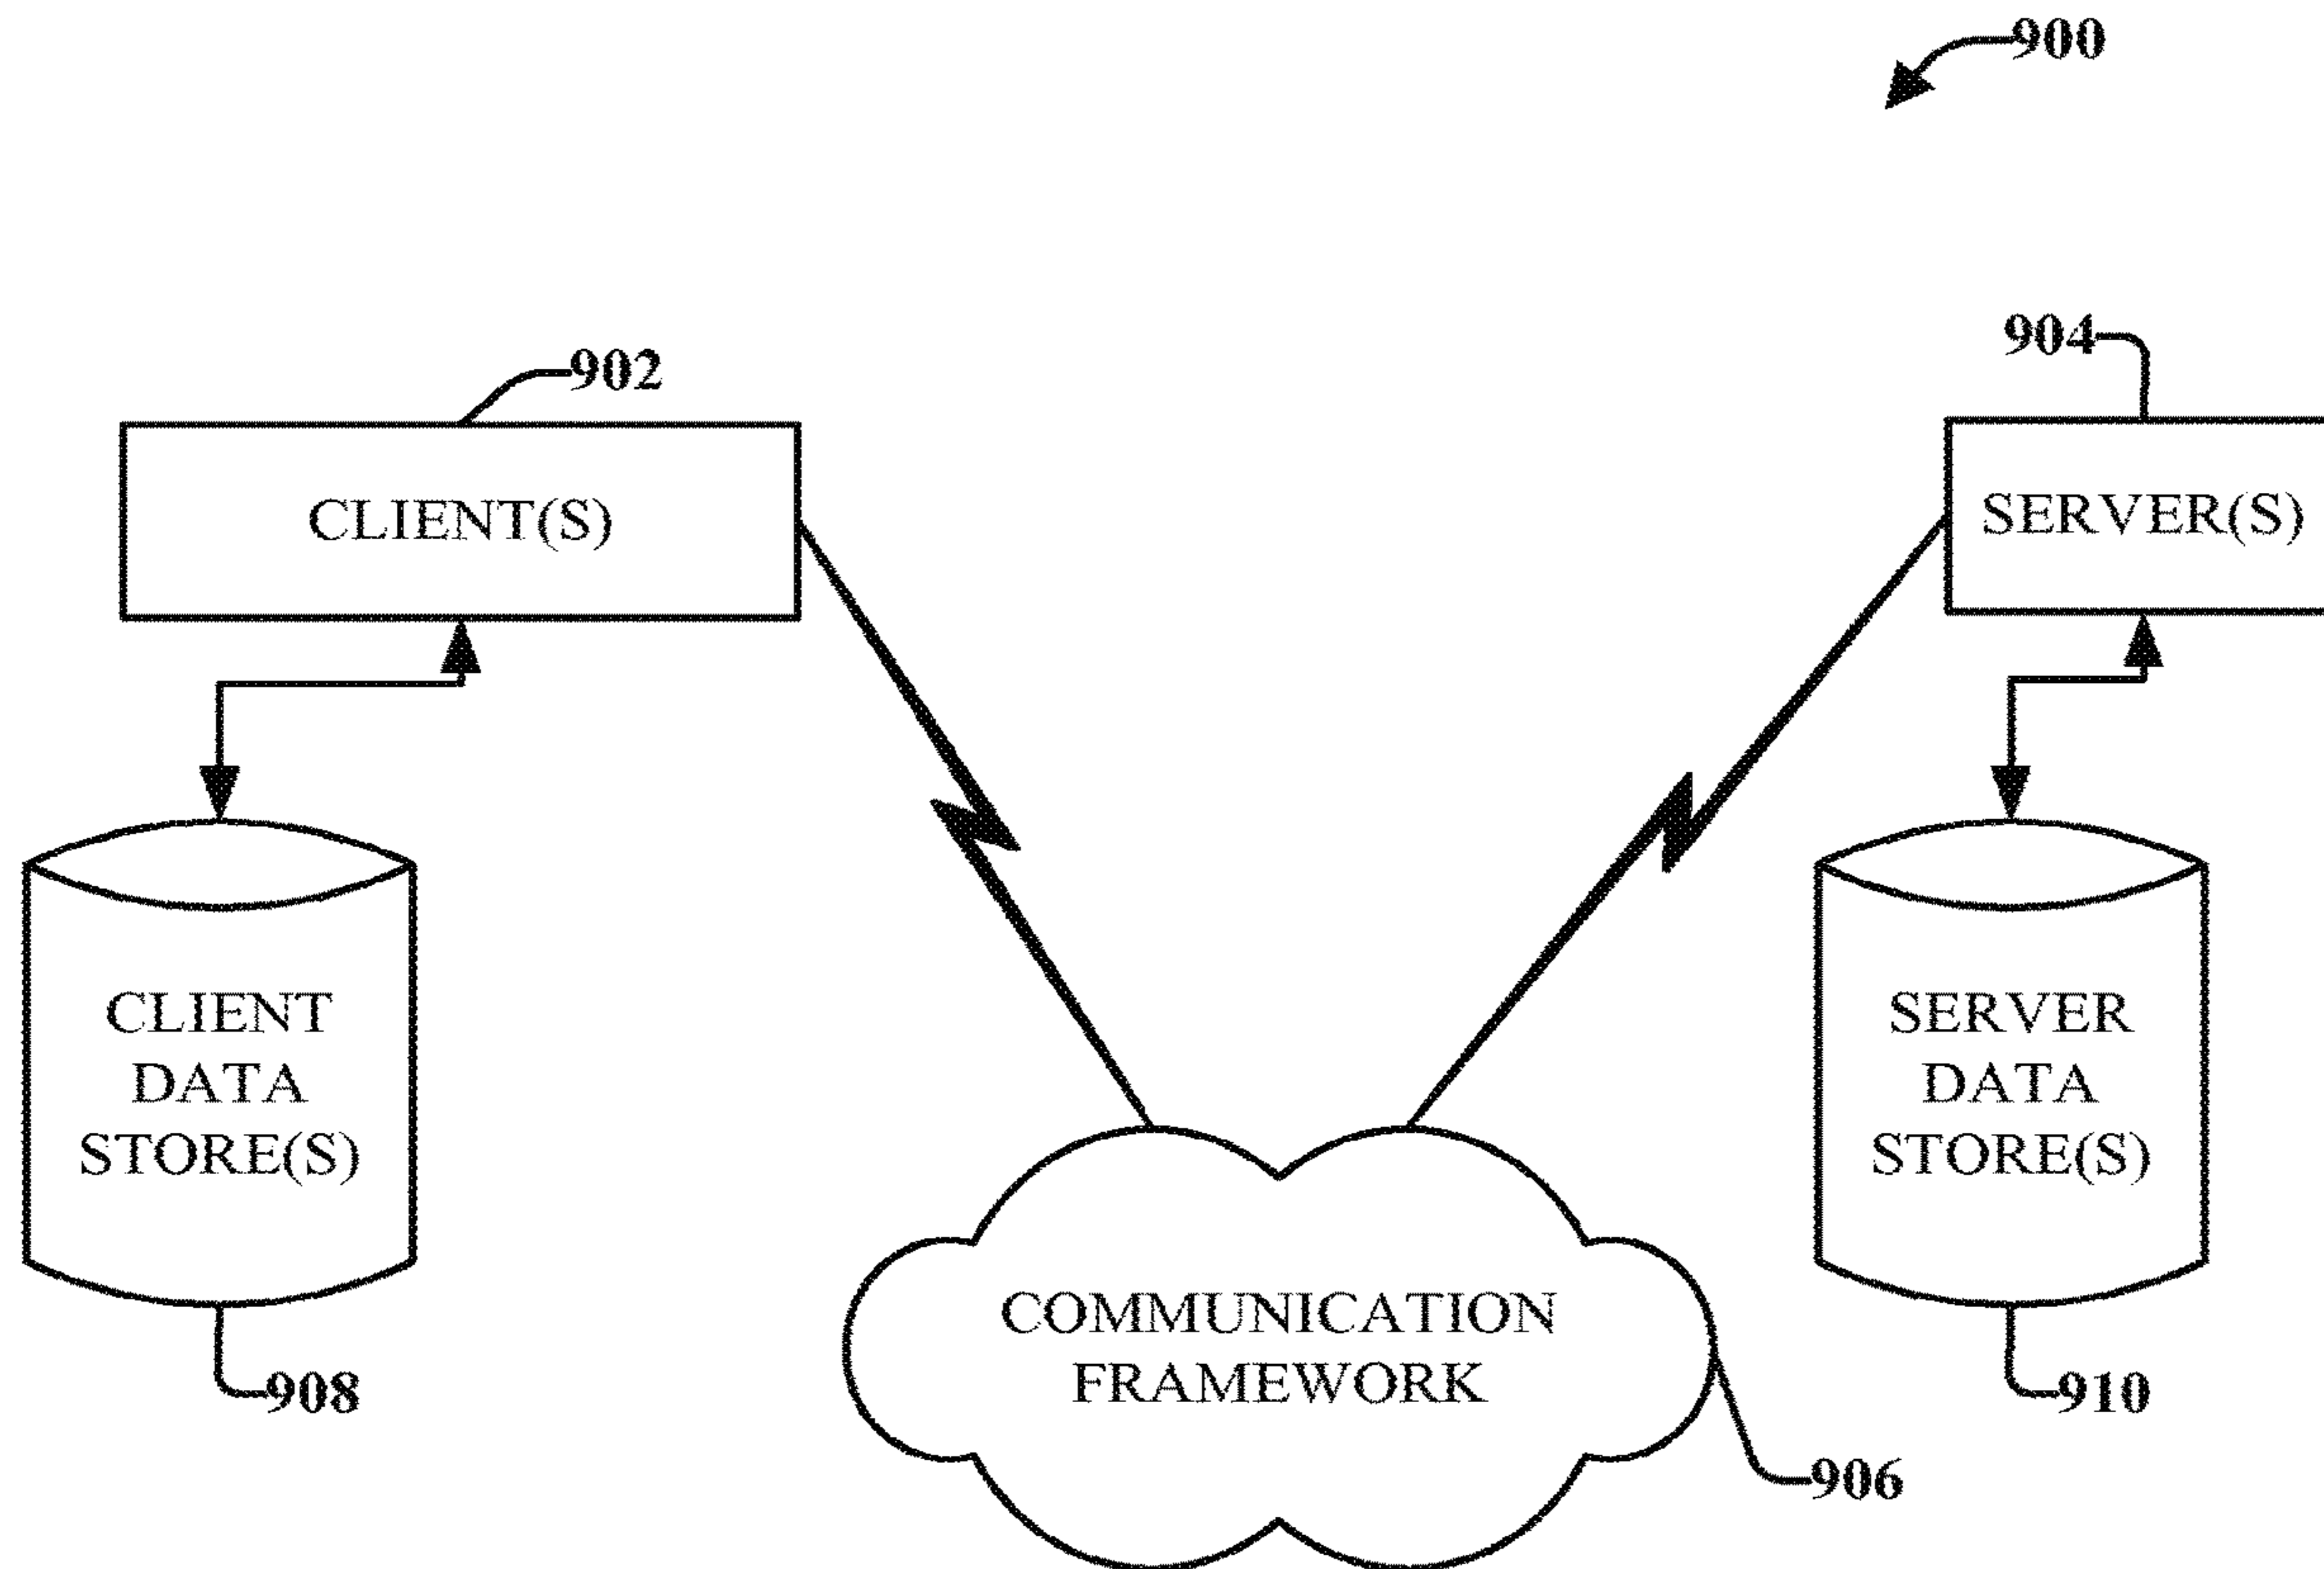 900
902
904
CLIENT(S)
SERVER(S)
CLIENT
DATA
STORE(S)
SERVER
DATA
STORE(S)
COMMUNICATION
FRAMEWORK
908
910
906